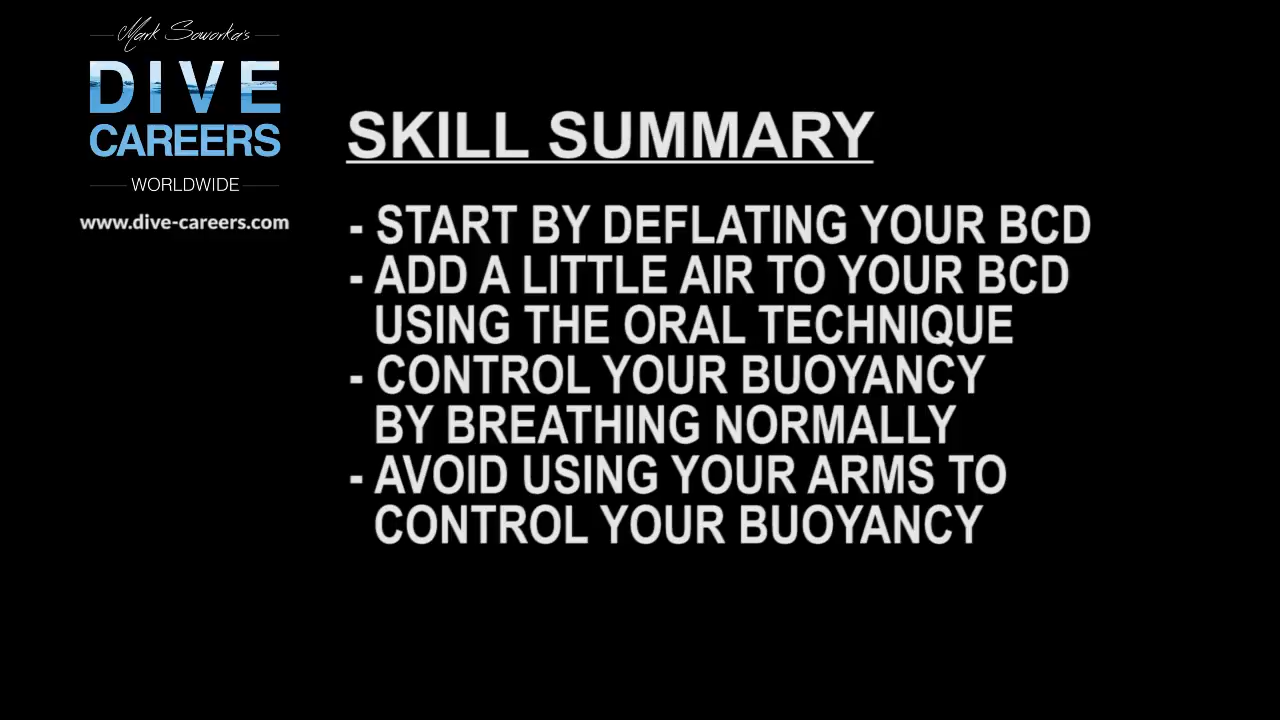 Mark Soworka's
DIVE
CAREERS
WORLDWIDE
www.dive-careers.com
SKILL SUMMARY
- START BY DEFLATING YOUR BCD
- ADD A LITTLE AIR TO YOUR BCD
USING THE ORAL TECHNIQUE
- CONTROL YOUR BUOYANCY
BY BREATHING NORMALLY
- AVOID USING YOUR ARMS TO
CONTROL YOUR BUOYANCY